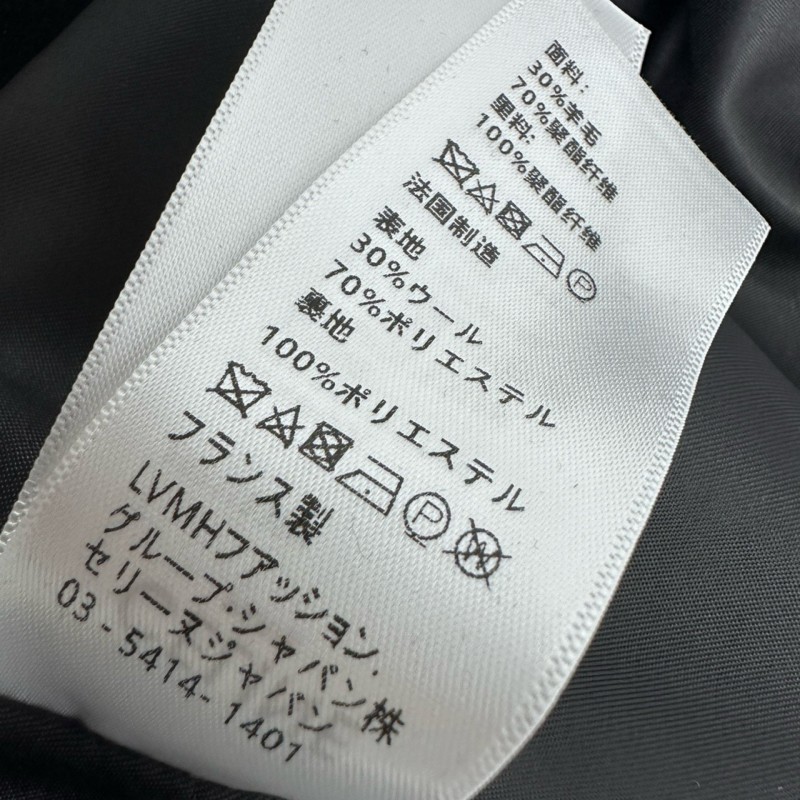 面料:
30%羊毛
70%聚酯纤维
里料:
100%聚酯纤维
P
法国制造
表地
30%ウール
70%ポリエステル
裏地
100%ポリエステル
P W
フランス製
LVMHファッション.
グループ・ジャパン株
セリーヌジャパン
03-5414-1401